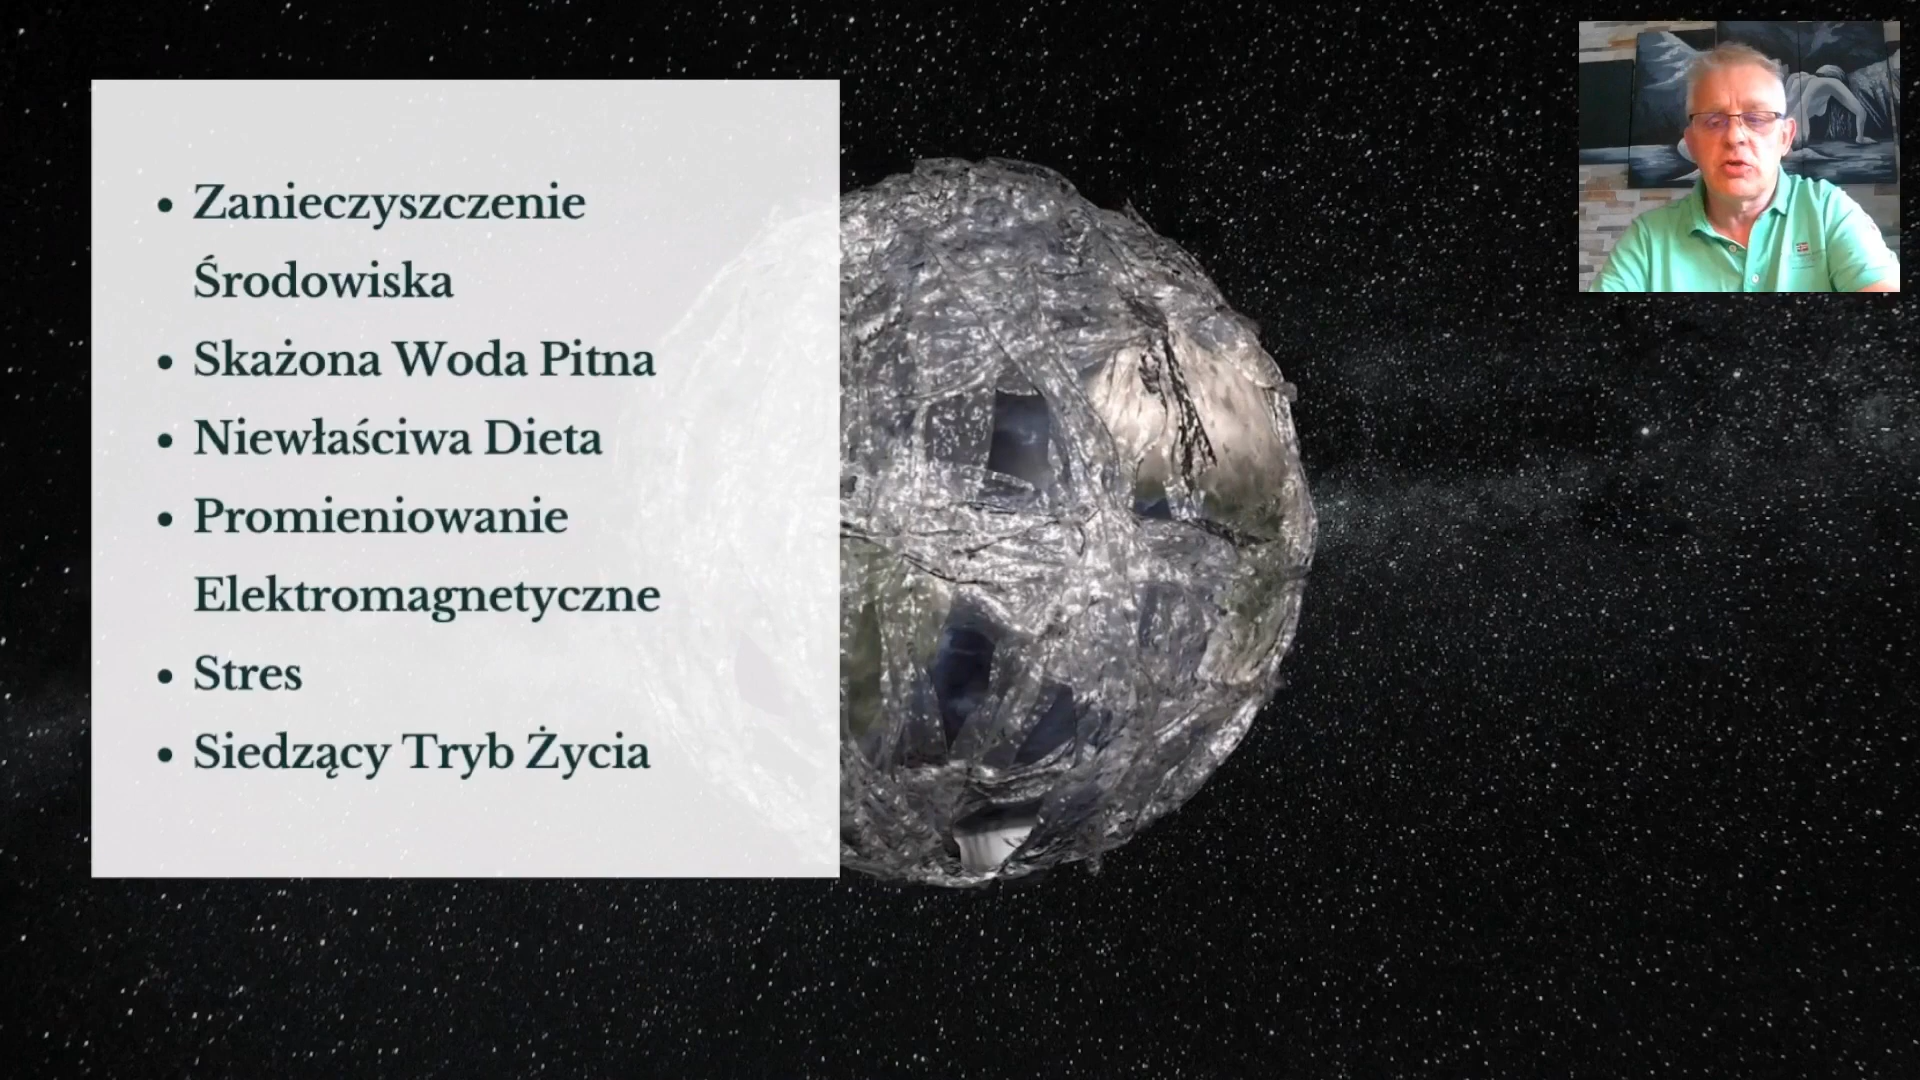 • Zanieczyszczenie
Środowiska
• Skażona Woda Pitna
• Niewłaściwa Dieta
• Promieniowanie
Elektromagnetyczne
• Stres
• Siedzący Tryb Życia